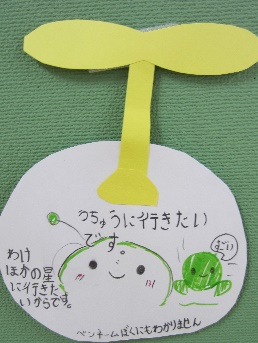 うちゅうに行きたい
です
わけ
ほかの星
に行きた
いからです。
ごい
ペンネームぼくにもわかりません